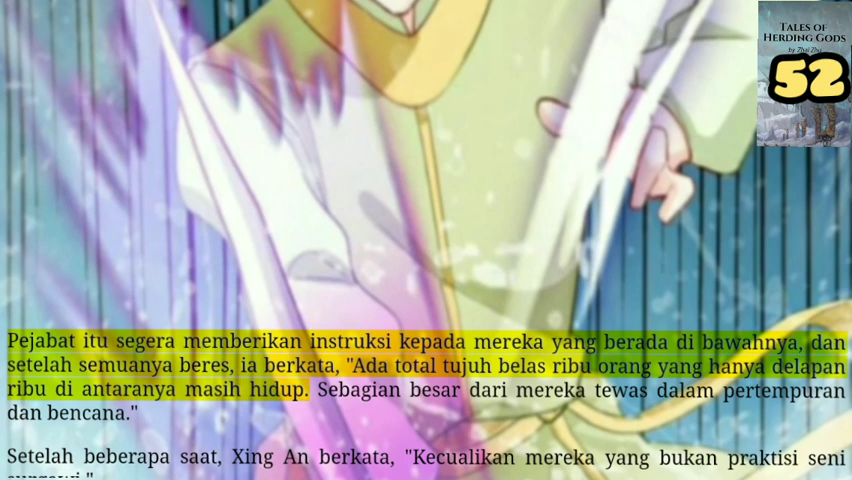 TALES OF
HERDING GODS
by Zhai Zhu
52
Pejabat itu segera memberikan instruksi kepada mereka yang berada di bawahnya, dan
setelah semuanya beres, ia berkata, "Ada total tujuh belas ribu orang yang hanya delapan
ribu di antaranya masih hidup. Sebagian besar dari mereka tewas dalam pertempuran
dan bencana."
Setelah beberapa saat, Xing An berkata, "Kecualikan mereka yang bukan praktisi seni